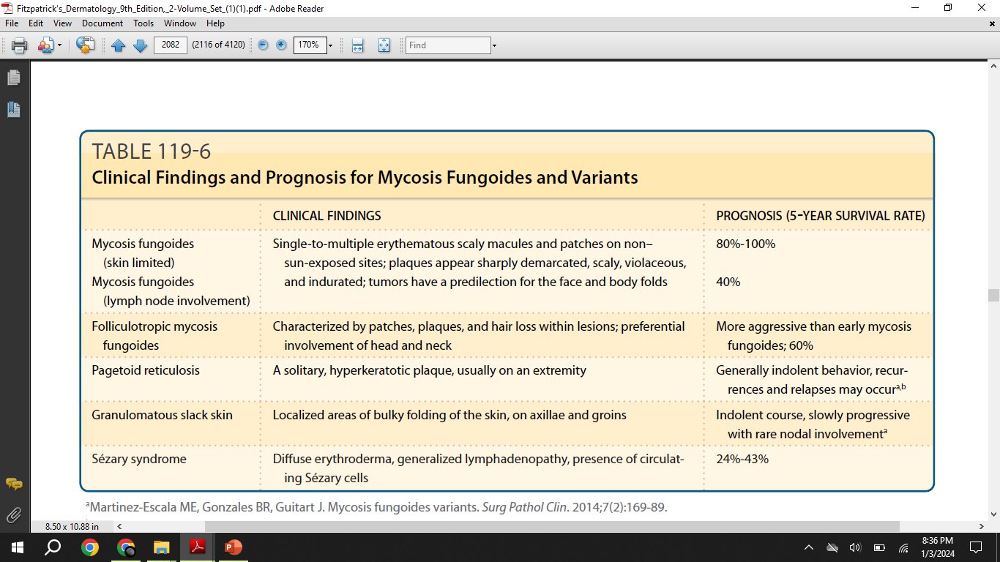 Fitzpatrick's_Dermatology_9th_Edition,_2-Volume_Set_(1)(1).pdf - Adobe Reader
File Edit View Document Tools Window Help
2082 (2116 of 4120) 170% Find
TABLE 119-6
Clinical Findings and Prognosis for Mycosis Fungoides and Variants
CLINICAL FINDINGS PROGNOSIS (5-YEAR SURVIVAL RATE)
Mycosis fungoides Single-to-multiple erythematous scaly macules and patches on non– 80%-100%
(skin limited) sun-exposed sites; plaques appear sharply demarcated, scaly, violaceous,
Mycosis fungoides and indurated; tumors have a predilection for the face and body folds 40%
(lymph node involvement)
Folliculotropic mycosis Characterized by patches, plaques, and hair loss within lesions; preferential More aggressive than early mycosis
fungoides involvement of head and neck fungoides; 60%
Pagetoid reticulosis A solitary, hyperkeratotic plaque, usually on an extremity Generally indolent behavior, recur-
rences and relapses may occura,b
Granulomatous slack skin Localized areas of bulky folding of the skin, on axillae and groins Indolent course, slowly progressive
with rare nodal involvementa
Sézary syndrome Diffuse erythroderma, generalized lymphadenopathy, presence of circulat- 24%-43%
ing Sézary cells
aMartinez-Escala ME, Gonzales BR, Guitart J. Mycosis fungoides variants. Surg Pathol Clin. 2014;7(2):169-89.
8.50 x 10.88 in
8:36 PM
1/3/2024